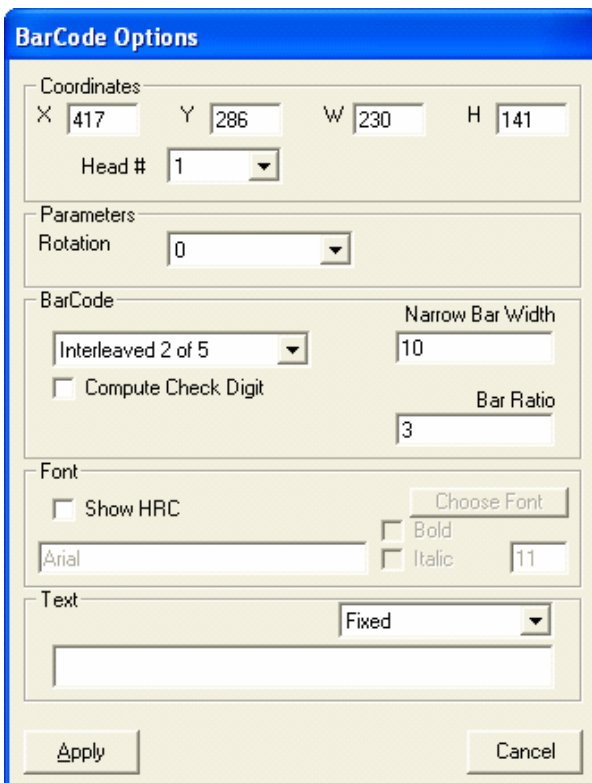 BarCode Options
Coordinates
X 417 Y 286 W 230 H 141
Head # 1
Parameters
Rotation 0
BarCode
Narrow Bar Width
Interleaved 2 of 5 10
Compute Check Digit
Bar Ratio
3
Font
Show HRC Choose Font
Bold
Arial Italic 11
Text
Fixed
Apply Cancel